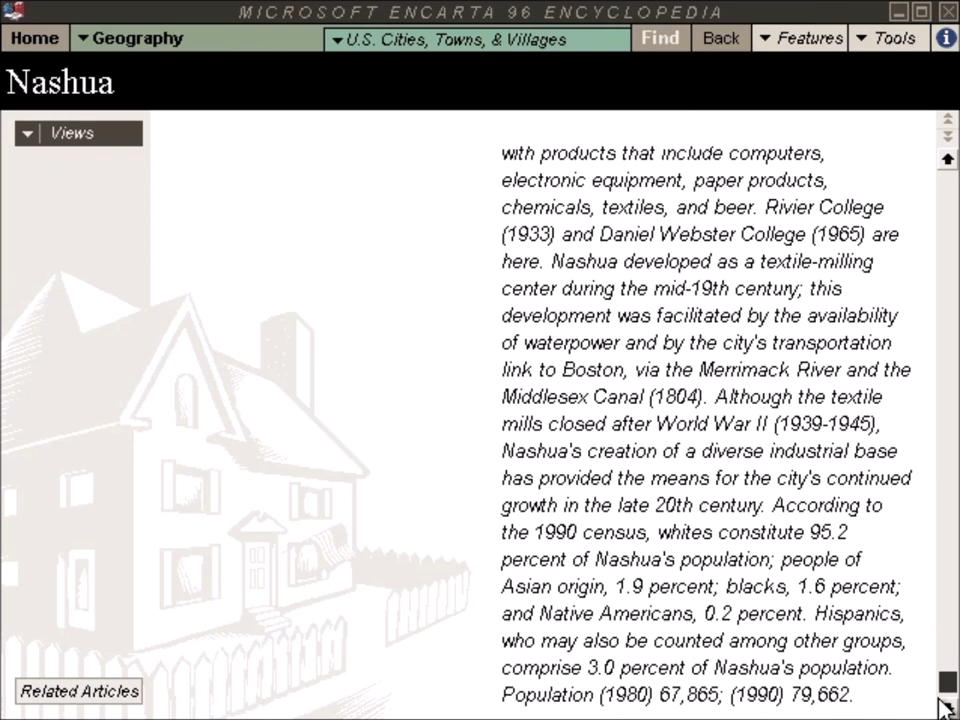 MICROSOFT ENCARTA 96 ENCYCLOPEDIA
Home Geography U.S. Cities, Towns, & Villages Find Back Features Tools i
Nashua
Views
with products that include computers,
electronic equipment, paper products,
chemicals, textiles, and beer. Rivier College
(1933) and Daniel Webster College (1965) are
here. Nashua developed as a textile-milling
center during the mid-19th century; this
development was facilitated by the availability
of waterpower and by the city's transportation
link to Boston, via the Merrimack River and the
Middlesex Canal (1804). Although the textile
mills closed after World War II (1939-1945),
Nashua's creation of a diverse industrial base
has provided the means for the city's continued
growth in the late 20th century. According to
the 1990 census, whites constitute 95.2
percent of Nashua's population; people of
Asian origin, 1.9 percent; blacks, 1.6 percent;
and Native Americans, 0.2 percent. Hispanics,
who may also be counted among other groups,
comprise 3.0 percent of Nashua's population.
Population (1980) 67,865; (1990) 79,662.
Related Articles